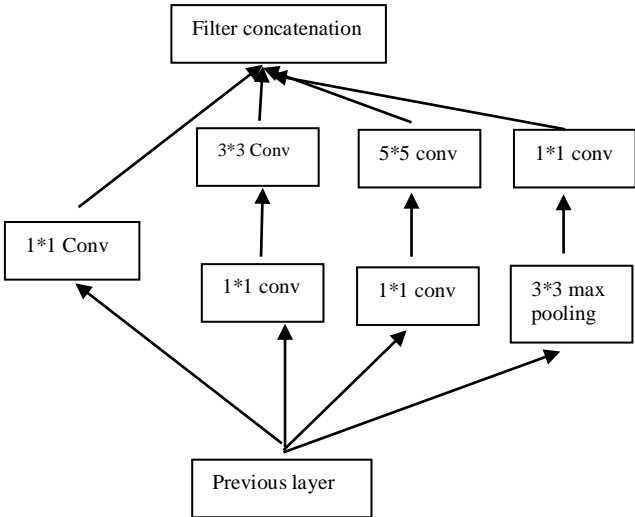 Filter concatenation
3*3 Conv
5*5 conv
1*1 conv
1*1 Conv
1*1 conv
1*1 conv
3*3 max
pooling
Previous layer